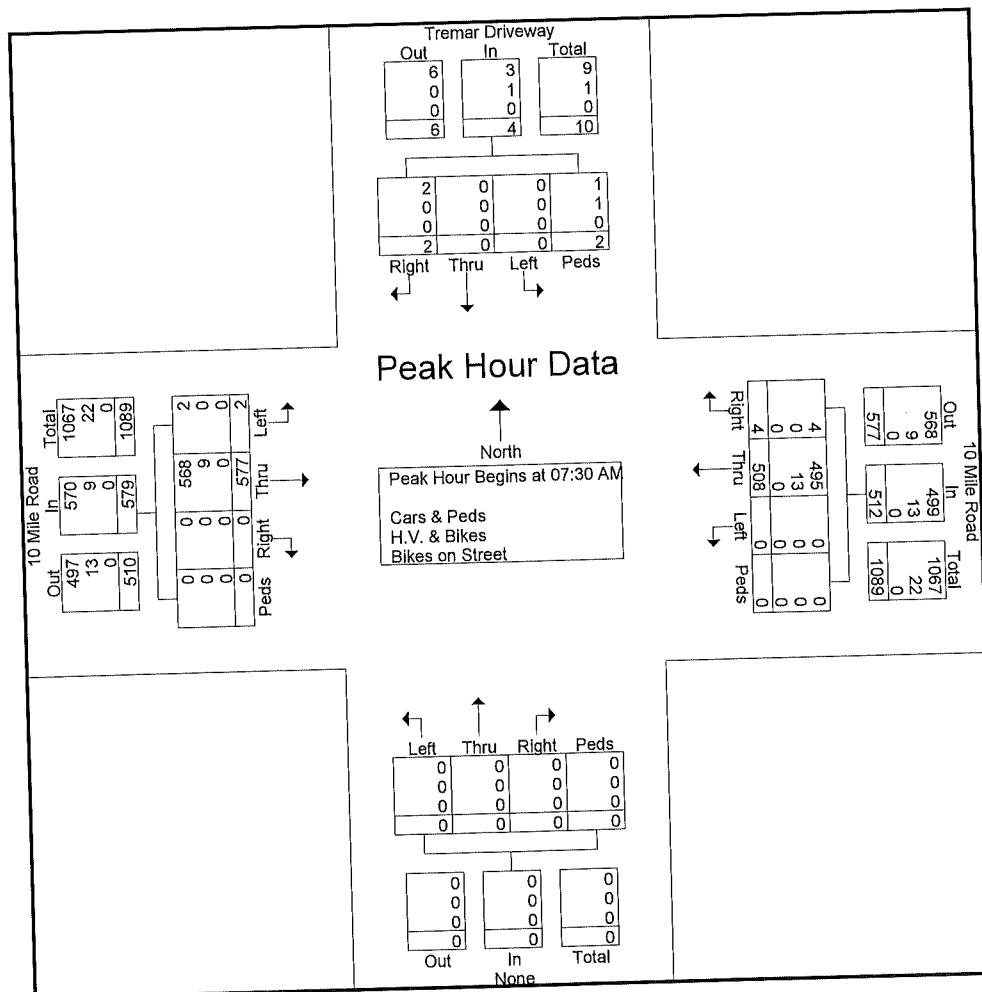 Tremar Driveway
Out In Total
6 3 9
0 1 1
0 0 0
6 4 10
2 0 0 1
0 0 0 1
0 0 0 0
2 0 0 2
Right Thru Left Peds
Peak Hour Data
North
Peak Hour Begins at 07:30 AM
Cars & Peds
H.V. & Bikes
Bikes on Street
10 Mile Road
Out In Total
497 570 1067
13 9 22
0 0 0
510 579 1089
2 568 0 0
0 9 0 0
0 0 0 0
2 577 0 0
Left Thru Right Peds
10 Mile Road
Out In Total
568 499 1067
9 13 22
0 0 0
577 512 1089
4 495 0 0
0 13 0 0
0 0 0 0
4 508 0 0
Right Thru Left Peds
Left Thru Right Peds
0 0 0 0
0 0 0 0
0 0 0 0
0 0 0 0
0 0 0
0 0 0
0 0 0
0 0 0
Out In Total
None